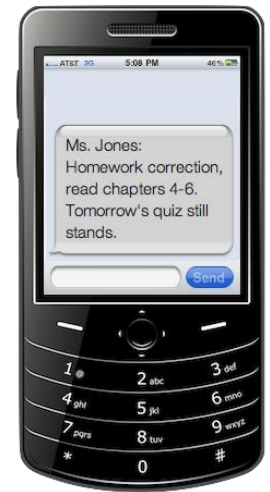 AT&T 3G 5:08 PM 46%
Ms. Jones:
Homework correction,
read chapters 4-6.
Tomorrow's quiz still
stands.
Send
1 2 abc 3 def
4 ghi 5 jkl 6 mno
7 pqrs 8 tuv 9 wxyz
* 0 #